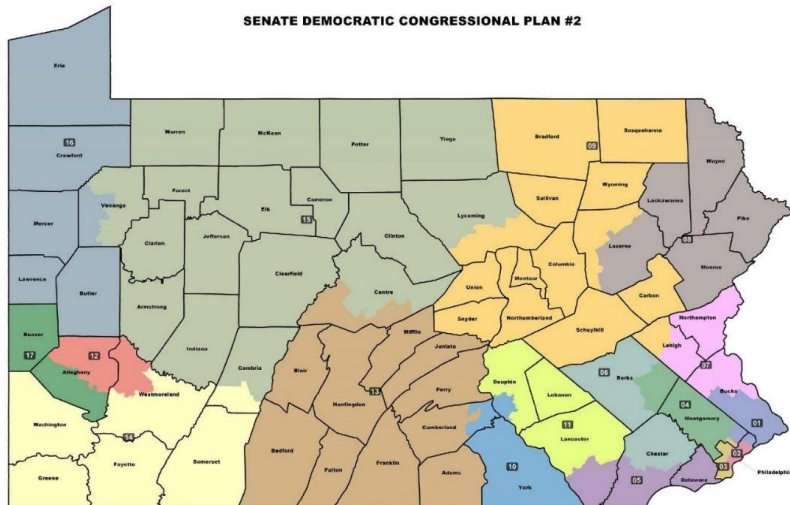 SENATE DEMOCRATIC CONGRESSIONAL PLAN #2
Erie
16
Crawford
Warren
McKean
Potter
Tioga
Bradford
Susquehanna
09
Wayne
Mercer
Venango
Forest
Elk
Cameron
15
Sullivan
Wyoming
Lackawanna
Pike
Lycoming
Clinton
Clarion
Jefferson
Luzerne
08
Monroe
Lawrence
Butler
Clearfield
Centre
Columbia
Montour
Union
Carbon
Armstrong
Snyder
Northumberland
Northampton
Beaver
17
12
Allegheny
Indiana
Mifflin
Schuylkill
Lehigh
07
Cambria
Blair
Juniata
Dauphin
06
Berks
Bucks
Westmoreland
Huntingdon
13
Perry
Lebanon
04
Montgomery
01
Washington
Cumberland
11
Lancaster
Chester
02
03
14
Bedford
Philadelphia
Greene
Fayette
Somerset
Fulton
Franklin
Adams
10
York
05
Delaware